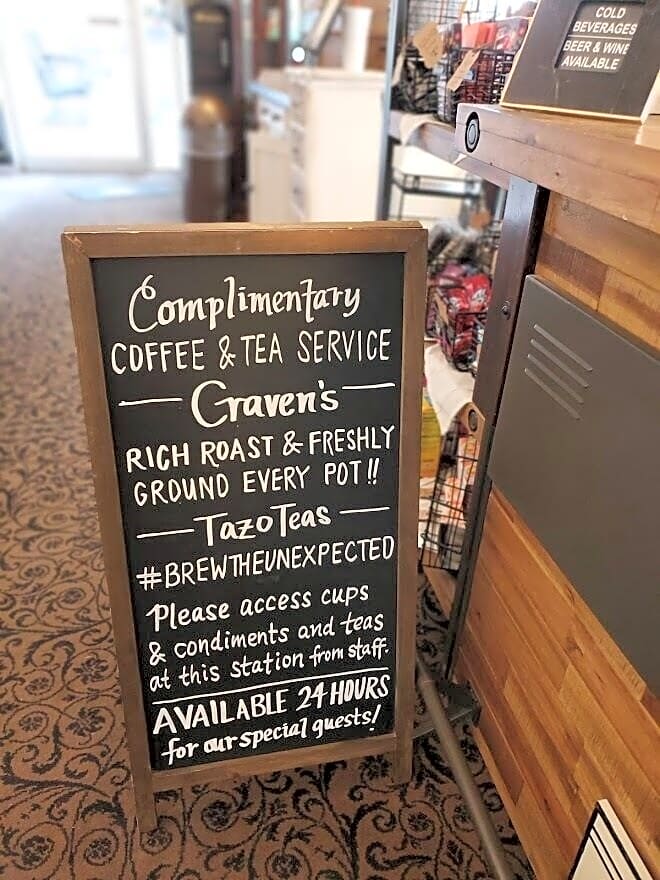 COLD
BEVERAGES
BEER & WINE
AVAILABLE
Complimentary
COFFEE & TEA SERVICE
Craven's
RICH ROAST & FRESHLY
GROUND EVERY POT!!
Tazo Teas
#BREWTHEUNEXPECTED
Please access cups
& condiments and teas
at this station from staff.
AVAILABLE 24 HOURS
for our special guests!